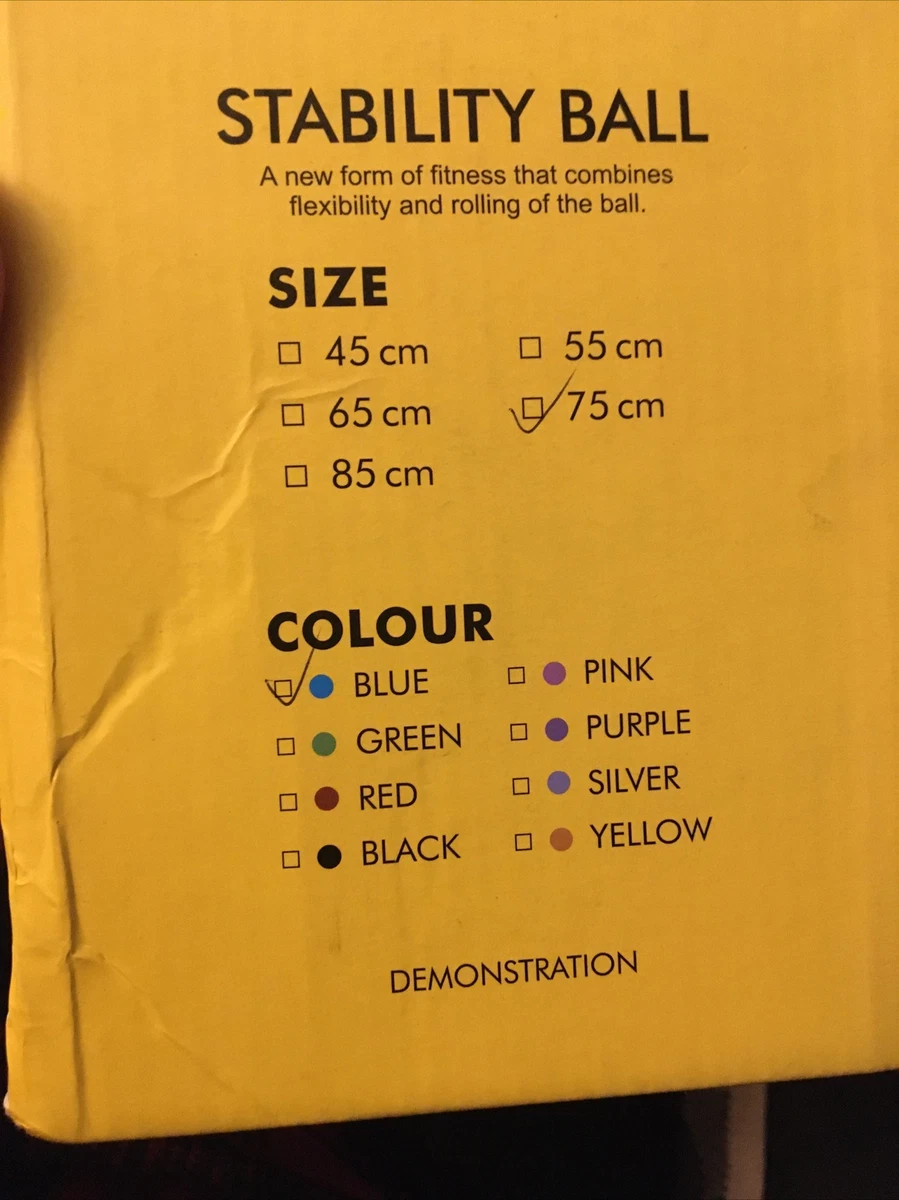 STABILITY BALL
A new form of fitness that combines
flexibility and rolling of the ball.
SIZE
45 cm 55 cm
65 cm 75 cm
85 cm
COLOUR
BLUE PINK
GREEN PURPLE
RED SILVER
BLACK YELLOW
DEMONSTRATION